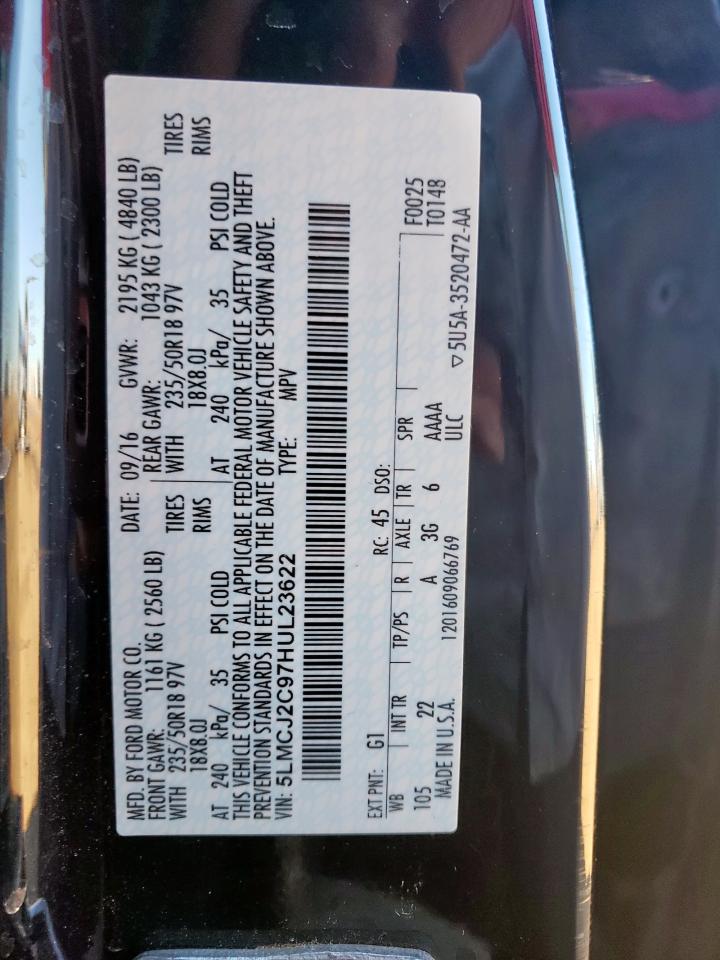 MFD. BY FORD MOTOR CO. DATE: 09/16 GVWR: 2195 KG ( 4840 LB)
FRONT GAWR: 1161 KG ( 2560 LB) REAR GAWR: 1043 KG ( 2300 LB)
WITH 235/50R18 97V TIRES WITH 235/50R18 97V TIRES
18X8.0J RIMS 18X8.0J RIMS
AT 240 kPa/ 35 PSI COLD AT 240 kPa/ 35 PSI COLD
THIS VEHICLE CONFORMS TO ALL APPLICABLE FEDERAL MOTOR VEHICLE SAFETY AND THEFT
PREVENTION STANDARDS IN EFFECT ON THE DATE OF MANUFACTURE SHOWN ABOVE.
VIN: 5LMCJ2C97HUL23622 TYPE: MPV
EXT PNT: G1 RC: 45 DSO: F0025
WB INT TR TP/PS R AXLE TR SPR T0148
105 22 A 3G 6 AAAA
MADE IN U.S.A. 1201609066769 ULC
▽5U5A-3520472-AA